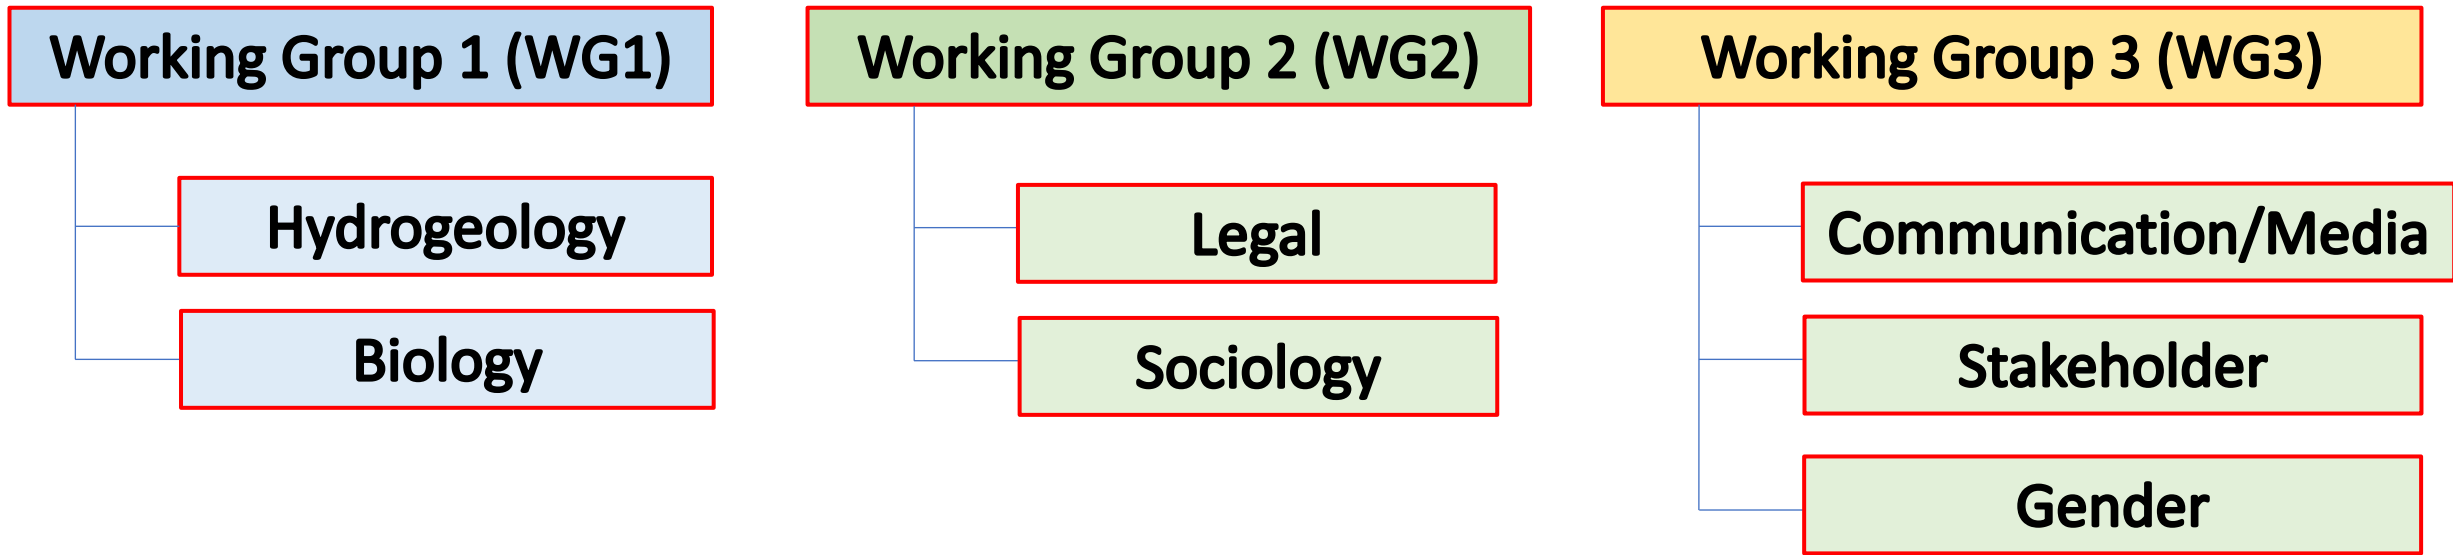 Working Group 1 (WG1)
Hydrogeology
Biology
Working Group 2 (WG2)
Legal
Sociology
Working Group 3 (WG3)
Communication/Media
Stakeholder
Gender